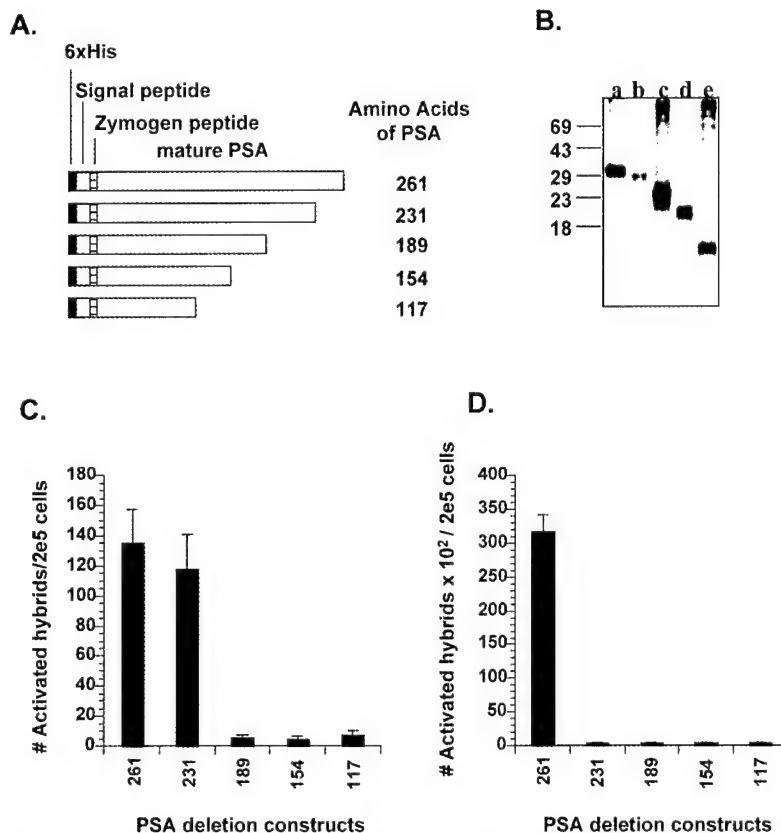 A.
6xHis
Signal peptide
Zymogen peptide
mature PSA
Amino Acids
of PSA
261
231
189
154
117
B.
a b c d e
69
43
29
23
18
C.
# Activated hybrids/2e5 cells
180
160
140
120
100
80
60
40
20
0
261
231
189
154
117
PSA deletion constructs
D.
# Activated hybrids x 10² / 2e5 cells
400
350
300
250
200
150
100
50
0
261
231
189
154
117
PSA deletion constructs